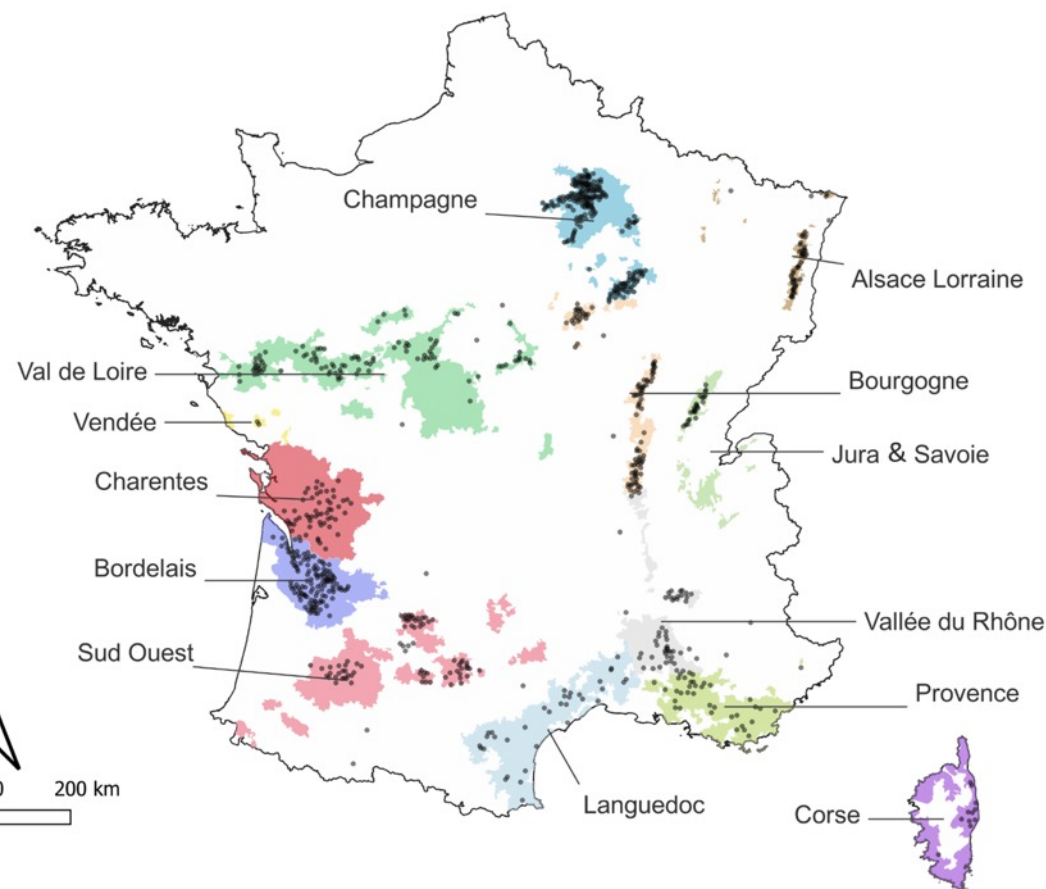 Champagne
Alsace Lorraine
Val de Loire
Bourgogne
Vendée
Jura & Savoie
Charentes
Bordelais
Vallée du Rhône
Sud Ouest
Provence
0 200 km
Languedoc
Corse